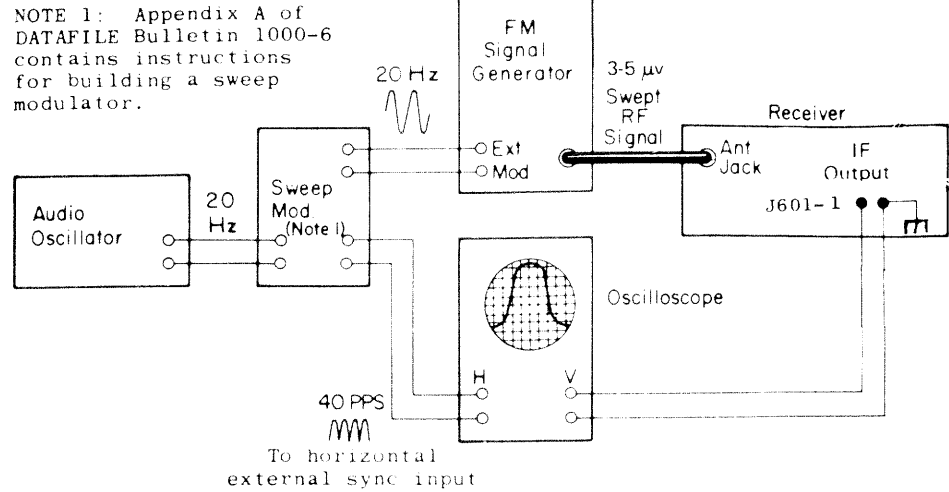 NOTE 1: Appendix A of
DATAFILE Bulletin 1000-6
contains instructions
for building a sweep
modulator.
FM
Signal
Generator
20 Hz
3-5 μv
Swept
RF
Signal
Receiver
Ext
Mod
Ant
Jack
IF
Output
J601-1
Audio
Oscillator
20
Hz
Sweep
Mod
(Note 1)
Oscilloscope
H
V
40 PPS
To horizontal
external sync input